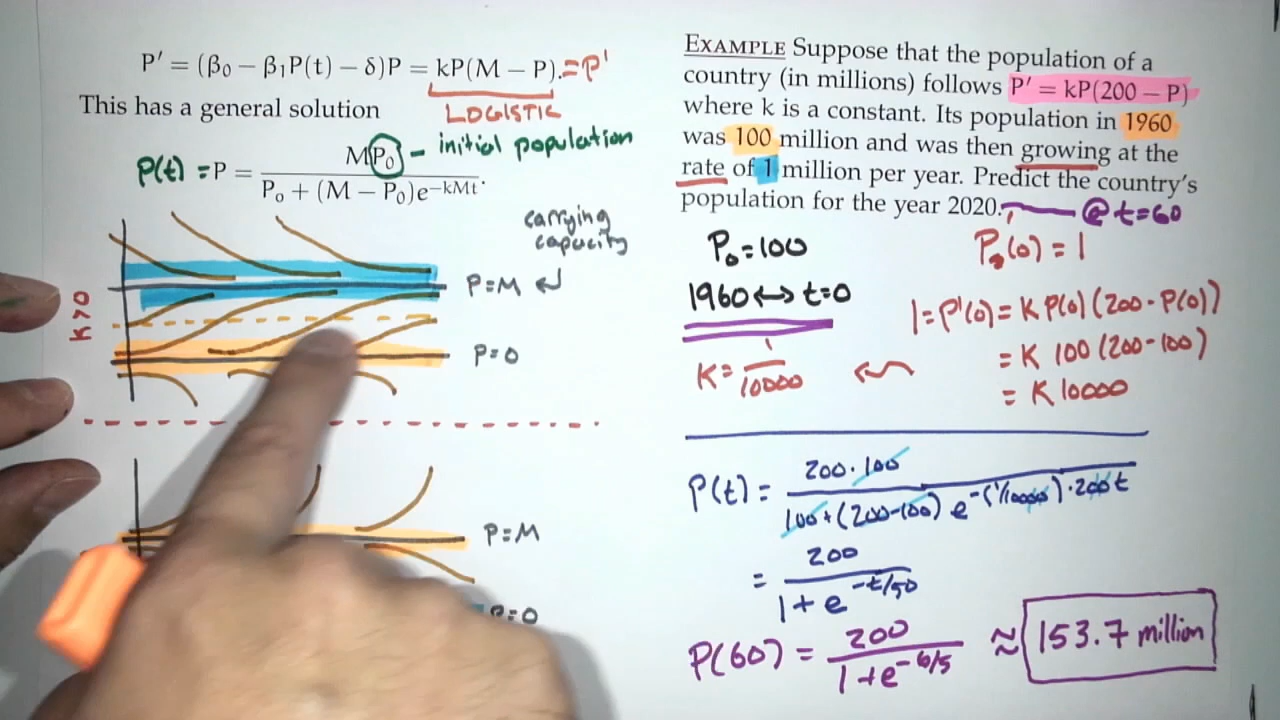 P′ = (β₀ − β₁P(t) − δ)P = kP(M − P). = P'
LOGISTIC
This has a general solution
P(t) = P = MP₀ / P₀ + (M − P₀)e^−kMt.
- initial population
carrying
capacity
P=M
K>0
P=0
P=M
P=0
EXAMPLE Suppose that the population of a
country (in millions) follows P′ = kP(200 − P)
where k is a constant. Its population in 1960
was 100 million and was then growing at the
rate of 1 million per year. Predict the country's
population for the year 2020. @ t=60
P₀=100
P'(0)=1
1960↔t=0
1=P'(0)= K P(0)(200-P(0))
= K 100(200-100)
= K 10000
K= 1/10000
P(t) = 200·100 / 100+(200-100) e^-(1/10000)·200t
= 200 / 1+e^-t/50
P(60) = 200 / 1+e^-6/5 ≈ 153.7 million